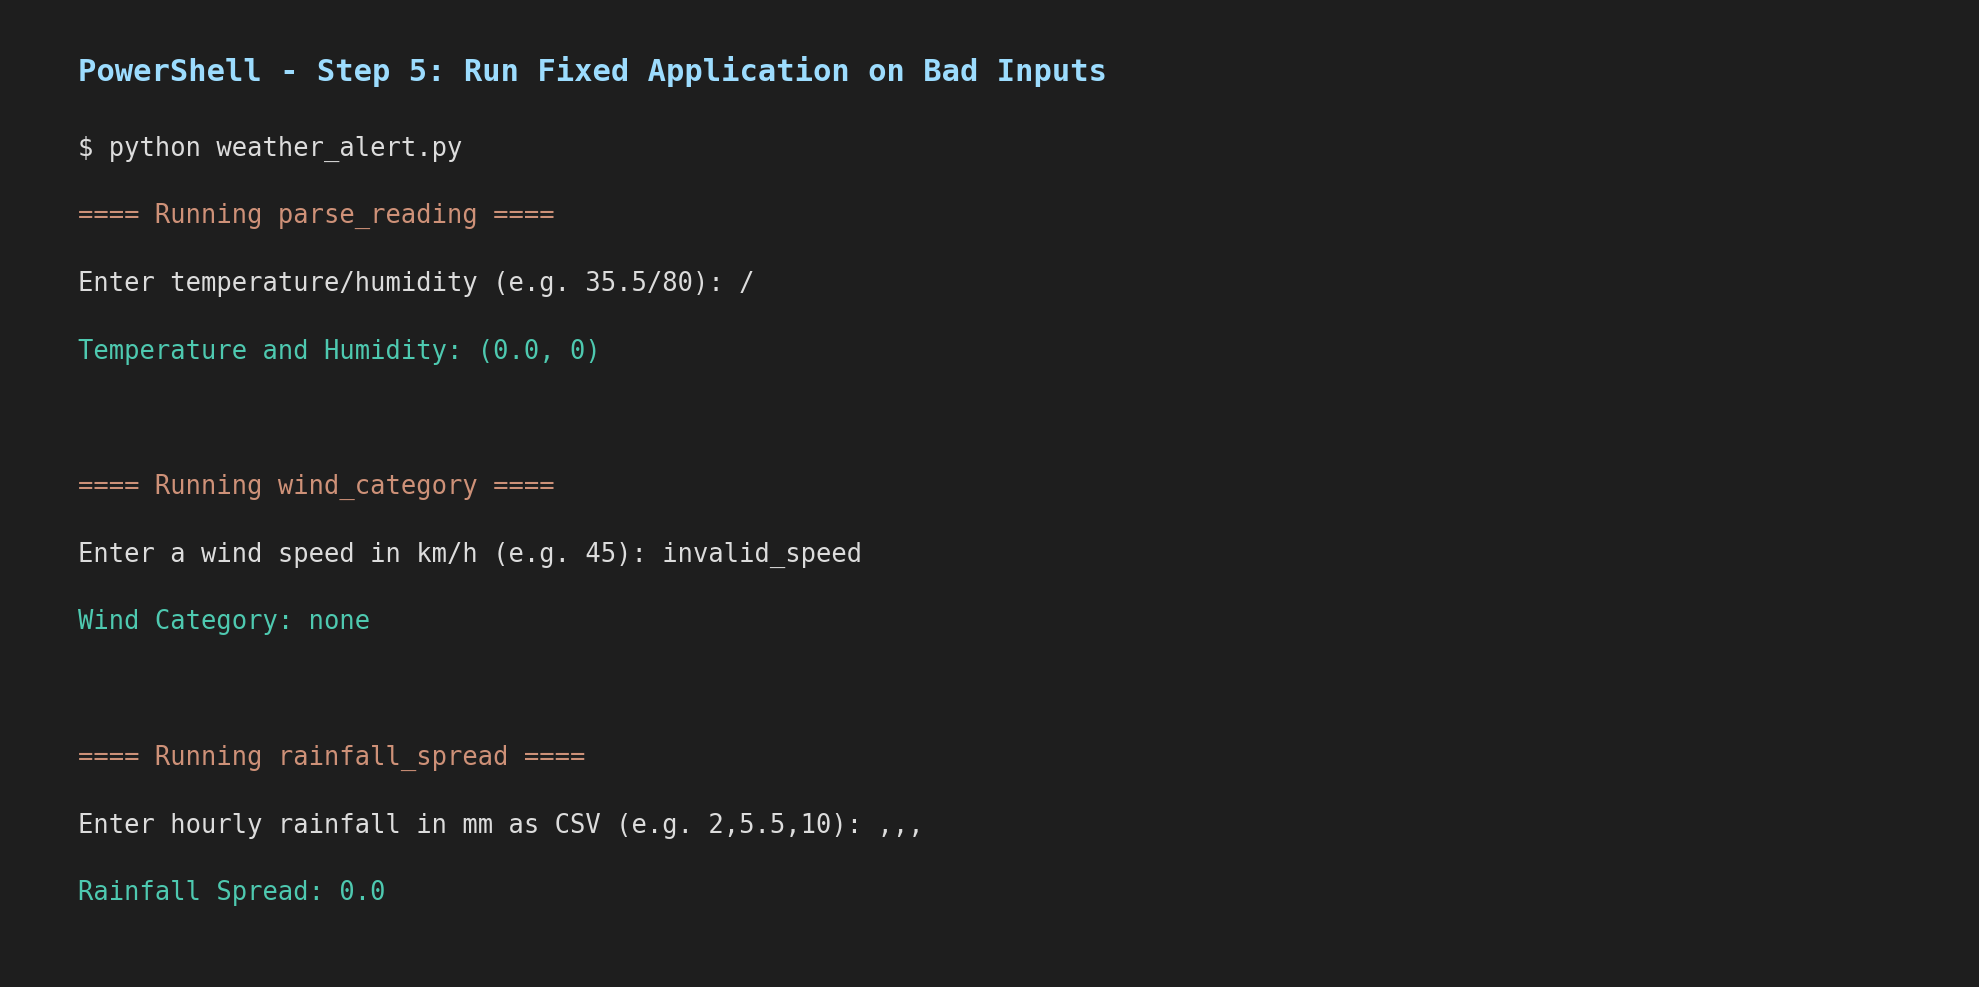 PowerShell - Step 5: Run Fixed Application on Bad Inputs
$ python weather_alert.py
==== Running parse_reading ====
Enter temperature/humidity (e.g. 35.5/80): /
Temperature and Humidity: (0.0, 0)
==== Running wind_category ====
Enter a wind speed in km/h (e.g. 45): invalid_speed
Wind Category: none
==== Running rainfall_spread ====
Enter hourly rainfall in mm as CSV (e.g. 2,5.5,10): ,,,
Rainfall Spread: 0.0